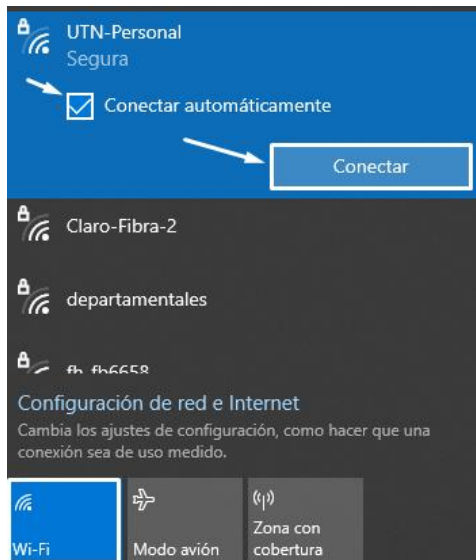 UTN-Personal
Segura
Conectar automáticamente
Conectar
Claro-Fibra-2
departamentales
fh_fh6658
Configuración de red e Internet
Cambia los ajustes de configuración, como hacer que una
conexión sea de uso medido.
Wi-Fi
Modo avión
Zona con
cobertura